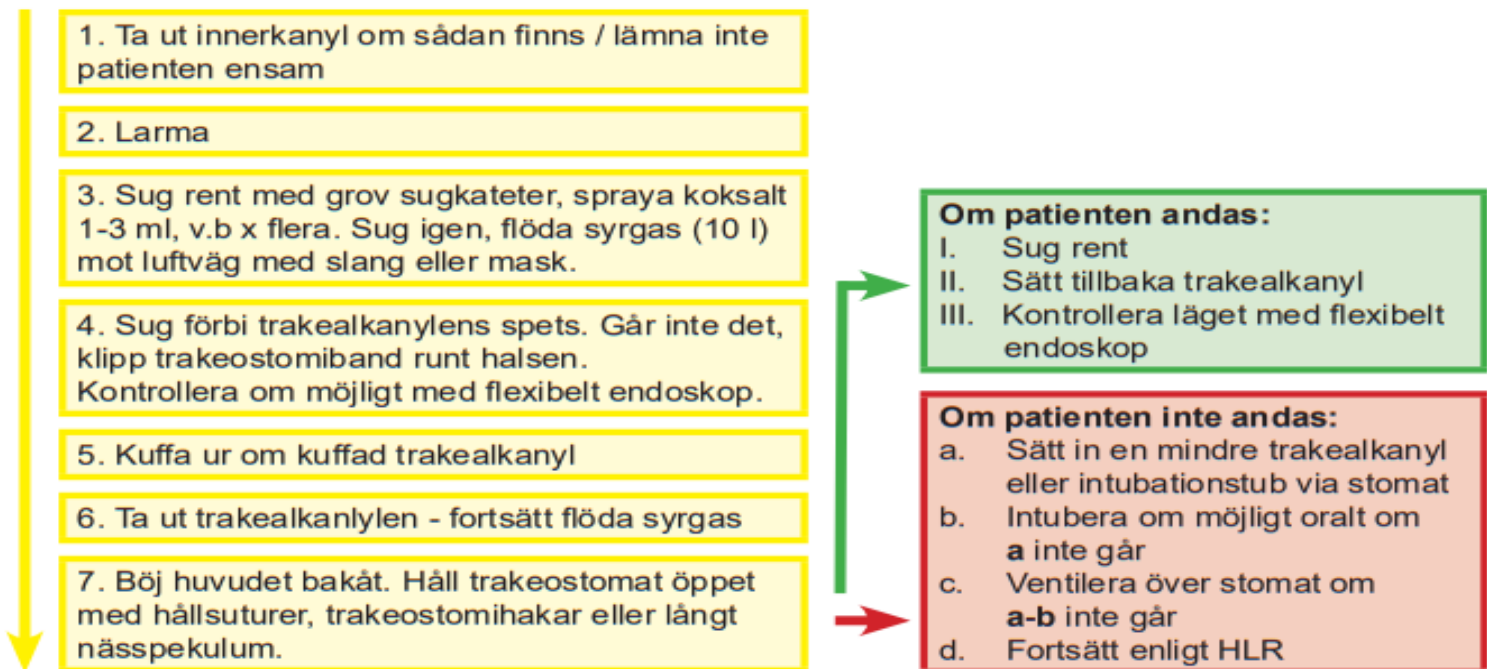 1. Ta ut innerkanyl om sådan finns / lämna inte
patienten ensam
2. Larma
3. Sug rent med grov sugkateter, spraya koksalt
1-3 ml, v.b x flera. Sug igen, flöda syrgas (10 l)
mot luftväg med slang eller mask.
4. Sug förbi trakealkanylens spets. Går inte det,
klipp trakeostomiband runt halsen.
Kontrollera om möjligt med flexibelt endoskop.
5. Kuffa ur om kuffad trakealkanyl
6. Ta ut trakealkanlylen - fortsätt flöda syrgas
7. Böj huvudet bakåt. Håll trakeostomat öppet
med hållsuturer, trakeostomihakar eller långt
nässpekulum.
Om patienten andas:
I. Sug rent
II. Sätt tillbaka trakealkanyl
III. Kontrollera läget med flexibelt
endoskop
Om patienten inte andas:
a. Sätt in en mindre trakealkanyl
eller intubationstub via stomat
b. Intubera om möjligt oralt om
a inte går
c. Ventilera över stomat om
a-b inte går
d. Fortsätt enligt HLR